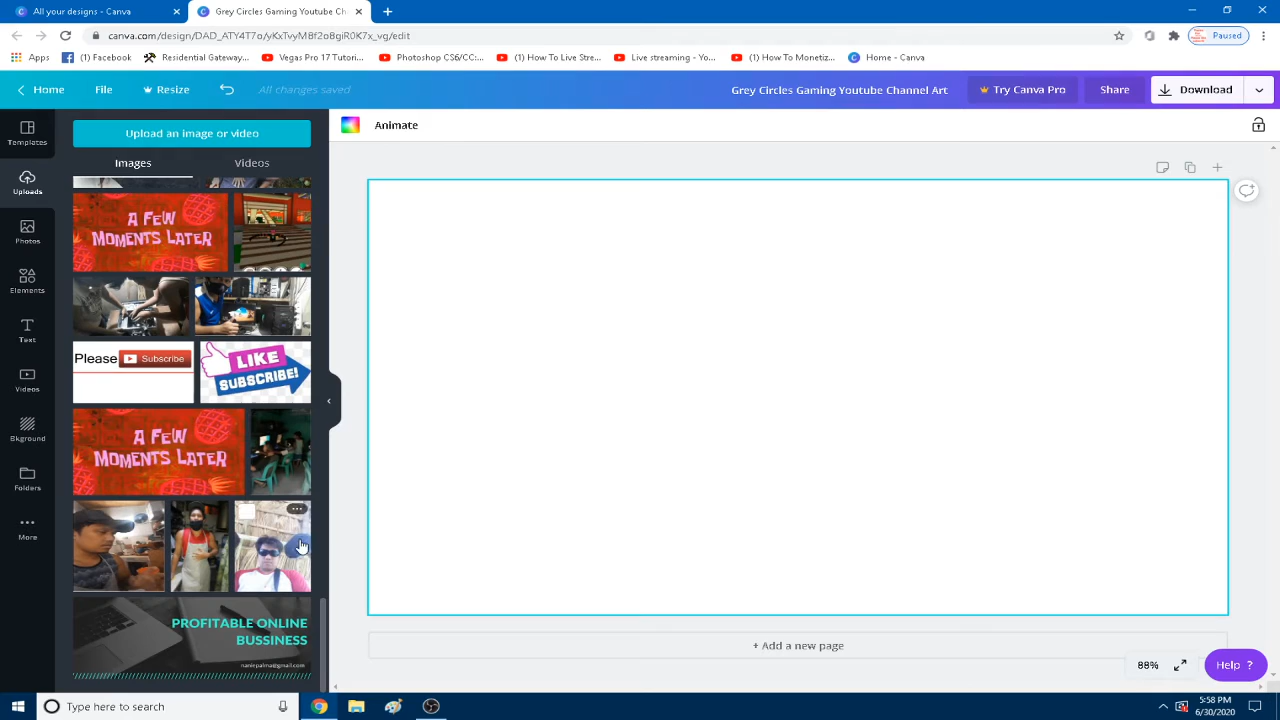 All your designs - Canva
Grey Circles Gaming Youtube Ch
canva.com/design/DAD_ATY4T7o/yKxTvyM8f2oBgiR0K7x_vg/edit
Paused
Apps
(1) Facebook
Residential Gateway...
Vegas Pro 17 Tutori...
Photoshop CS6/CC:...
(1) How To Live Stre...
Live streaming - Yo...
(1) How To Monetiz...
Home - Canva
Home
File
Resize
All changes saved
Grey Circles Gaming Youtube Channel Art
Try Canva Pro
Share
Download
Templates
Uploads
Photos
Elements
Text
Videos
Bkground
Folders
More
Upload an image or video
Images
Videos
Animate
A FEW
MOMENTS LATER
Please Subscribe
LIKE
SUBSCRIBE!
A FEW
MOMENTS LATER
PROFITABLE ONLINE
BUSSINESS
+ Add a new page
88%
Help ?
Type here to search
5:58 PM
6/30/2020